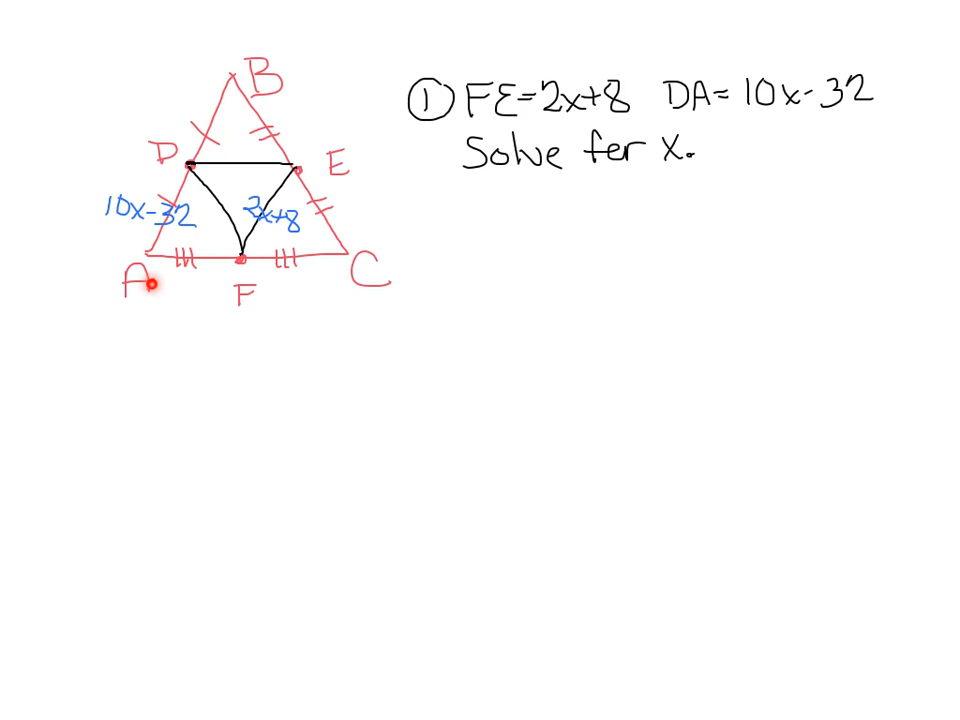 B
① FE=2x+8 DA=10x-32
D
E
Solve for x.
10x-32
2x+8
A
F
C